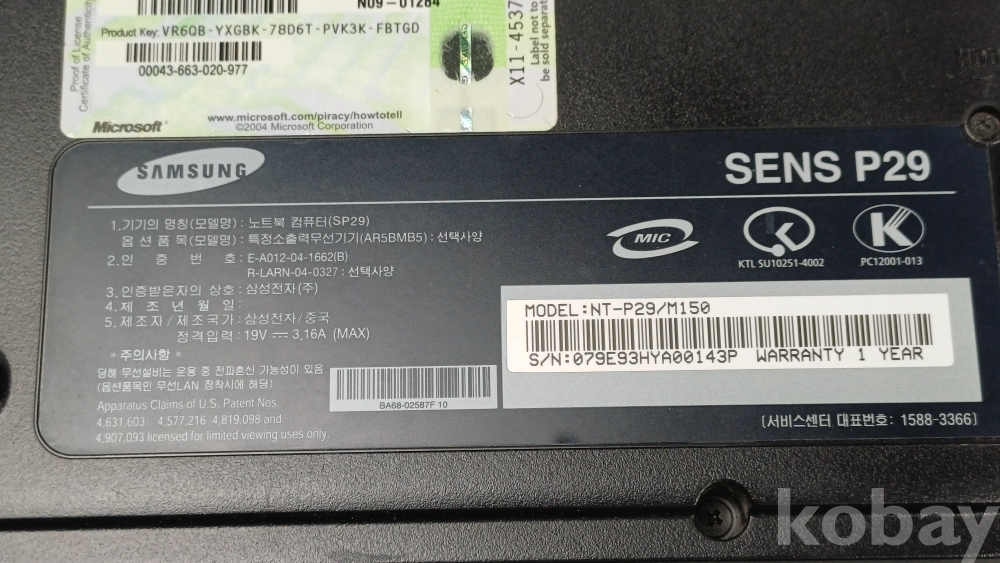 N09-01284
Proof of License
Certificate of Authenticity
Product Key: VR6QB-YXGBK-78D6T-PVK3K-FBTGD
00043-663-020-977
X11-4537
Label not to
be sold separately
Microsoft®
www.microsoft.com/piracy/howtotell
©2004 Microsoft Corporation
SAMSUNG
SENS P29
1.기기의 명칭(모델명) : 노트북 컴퓨터(SP29)
옵션품목(모델명) : 특정소출력무선기기(AR5BMB5) : 선택사양
2. 인 증 번 호 : E-A012-04-1662(B)
R-LARN-04-0327 : 선택사양
3. 인증받은자의 상호 : 삼성전자(주)
4. 제 조 년 월 일 :
5. 제조자/제조국가 : 삼성전자/중국
정격입력 : 19V 3.16A (MAX)
* 주의사항 *
당해 무선설비는 운용 중 전파혼신 가능성이 있음
(옵션품목인 무선LAN 장착시에 해당)
Apparatus Claims of U.S. Patent Nos.
4,631,603 4,577,216 4,819,098 and
4,907,093 licensed for limited viewing uses only.
BA68-02587F 10
MIC
KTL SU10251-4002
K
PC12001-013
MODEL:NT-P29/M150
S/N:079E93HYA00143P WARRANTY 1 YEAR
[서비스센터 대표번호: 1588-3366]
kobay